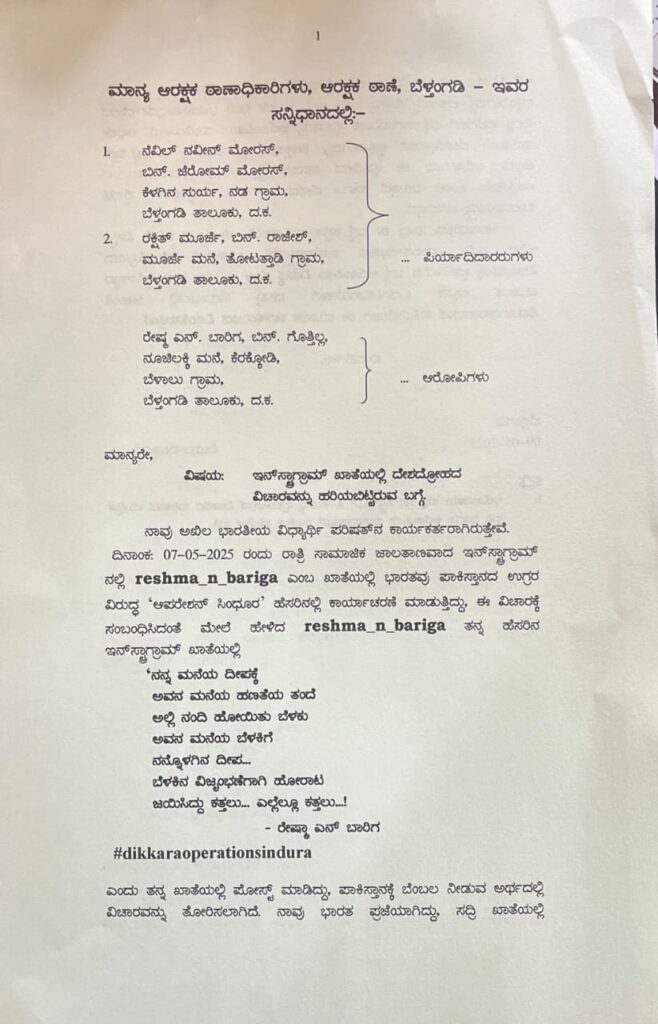 1
ಮಾನ್ಯ ಆರಕ್ಷಕ ಠಾಣಾಧಿಕಾರಿಗಳು, ಆರಕ್ಷಕ ಠಾಣೆ, ಬೆಳ್ತಂಗಡಿ – ಇವರ
ಸನ್ನಿಧಾನದಲ್ಲಿ:–
1. ನೆವಿಲ್ ನವೀನ್ ಮೋರಸ್,
ಬಿನ್. ಜೆರೋಮ್ ಮೋರಸ್,
ಕೆಳಗಿನ ಸುರ್ಯ, ನಡ ಗ್ರಾಮ,
ಬೆಳ್ತಂಗಡಿ ತಾಲೂಕು, ದ.ಕ.
2. ರಕ್ಷಿತ್ ಮೂರ್ಜೆ, ಬಿನ್. ರಾಜೇಶ್,
ಮೂರ್ಜೆ ಮನೆ, ತೋಟತ್ತಾಡಿ ಗ್ರಾಮ, ... ಪಿರ್ಯಾದಿದಾರರುಗಳು
ಬೆಳ್ತಂಗಡಿ ತಾಲೂಕು, ದ.ಕ.
ರೇಷ್ಮ ಎನ್. ಬಾರಿಗ, ಬಿನ್. ಗೊತ್ತಿಲ್ಲ,
ನೂಜಿಲಕ್ಕಿ ಮನೆ, ಕೆರಕ್ಕೋಡಿ,
ಬೆಳಾಲು ಗ್ರಾಮ, ... ಆರೋಪಿಗಳು
ಬೆಳ್ತಂಗಡಿ ತಾಲೂಕು, ದ.ಕ.
ಮಾನ್ಯರೇ,
ವಿಷಯ: ಇನ್‌ಸ್ಟಾಗ್ರಾಮ್ ಖಾತೆಯಲ್ಲಿ ದೇಶದ್ರೋಹದ
ವಿಚಾರವನ್ನು ಹರಿಯಬಿಟ್ಟಿರುವ ಬಗ್ಗೆ
ನಾವು ಅಖಿಲ ಭಾರತೀಯ ವಿಧ್ಯಾರ್ಥಿ ಪರಿಷತ್‌ನ ಕಾರ್ಯಕರ್ತರಾಗಿರುತ್ತೇವೆ.
ದಿನಾಂಕ: 07–05–2025 ರಂದು ರಾತ್ರಿ ಸಾಮಾಜಿಕ ಜಾಲತಾಣವಾದ ಇನ್‌ಸ್ಟಾಗ್ರಾಮ್
ನಲ್ಲಿ reshma_n_bariga ಎಂಬ ಖಾತೆಯಲ್ಲಿ ಭಾರತವು ಪಾಕಿಸ್ತಾನದ ಉಗ್ರರ
ವಿರುದ್ಧ ‘ಆಪರೇಶನ್ ಸಿಂಧೂರ’ ಹೆಸರಿನಲ್ಲಿ ಕಾರ್ಯಾಚರಣೆ ಮಾಡುತ್ತಿದ್ದು, ಈ ವಿಚಾರಕ್ಕೆ
ಸಂಬಂಧಿಸಿದಂತೆ ಮೇಲೆ ಹೇಳಿದ reshma_n_bariga ತನ್ನ ಹೆಸರಿನ
ಇನ್‌ಸ್ಟಾಗ್ರಾಮ್ ಖಾತೆಯಲ್ಲಿ
‘ನನ್ನ ಮನೆಯ ದೀಪಕ್ಕೆ
ಅವನ ಮನೆಯ ಹಣತೆಯ ತಂದೆ
ಅಲ್ಲಿ ನಂದಿ ಹೋಯಿತು ಬೆಳಕು
ಅವನ ಮನೆಯ ಬೆಳಕಿಗೆ
ನನ್ನೊಳಗಿನ ದೀಪ...
ಬೆಳಕಿನ ವಿಜೃಂಭಣೆಗಾಗಿ ಹೋರಾಟ
ಜಯಿಸಿದ್ದು ಕತ್ತಲು... ಎಲ್ಲೆಲ್ಲೂ ಕತ್ತಲು...!
- ರೇಷ್ಮಾ ಎನ್ ಬಾರಿಗ
#dikkaraoperationsindura
ಎಂದು ತನ್ನ ಖಾತೆಯಲ್ಲಿ ಪೋಸ್ಟ್ ಮಾಡಿದ್ದು, ಪಾಕಿಸ್ತಾನಕ್ಕೆ ಬೆಂಬಲ ನೀಡುವ ಅರ್ಥದಲ್ಲಿ
ವಿಚಾರವನ್ನು ತೋರಿಸಲಾಗಿದೆ. ನಾವು ಭಾರತ ಪ್ರಜೆಯಾಗಿದ್ದು, ಸದ್ರಿ ಖಾತೆಯಲ್ಲಿ